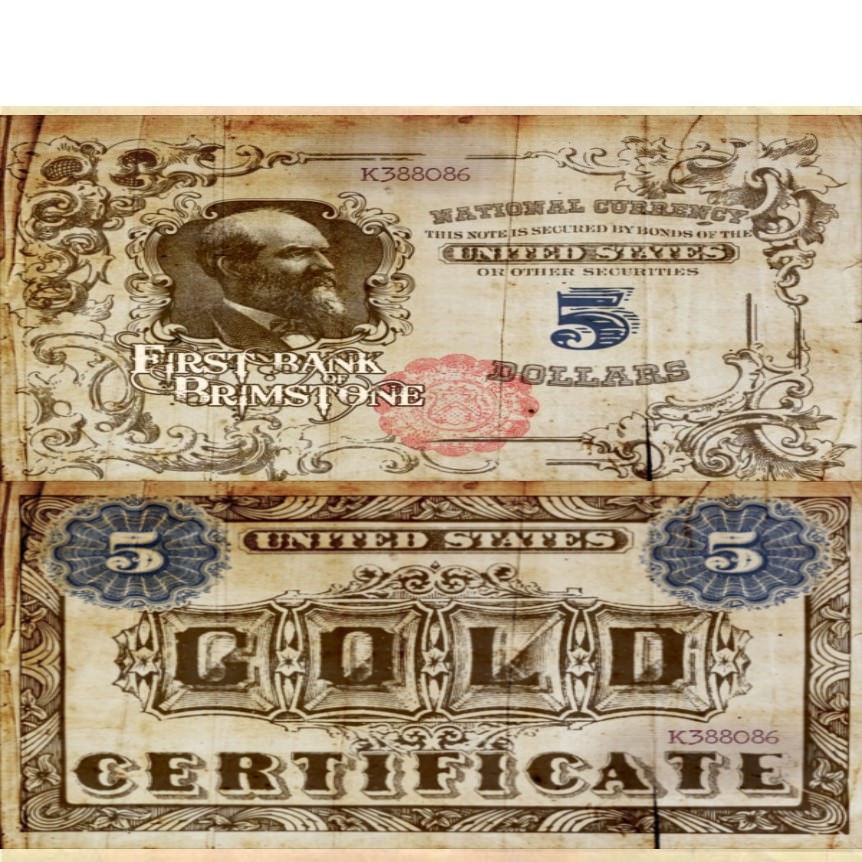 K388086
NATIONAL CURRENCY
THIS NOTE IS SECURED BY BONDS OF THE
UNITED STATES
OR OTHER SECURITIES
5
DOLLARS
FIRST BANK
OF
BRIMSTONE
5 UNITED STATES 5
GOLD
K388086
CERTIFICATE